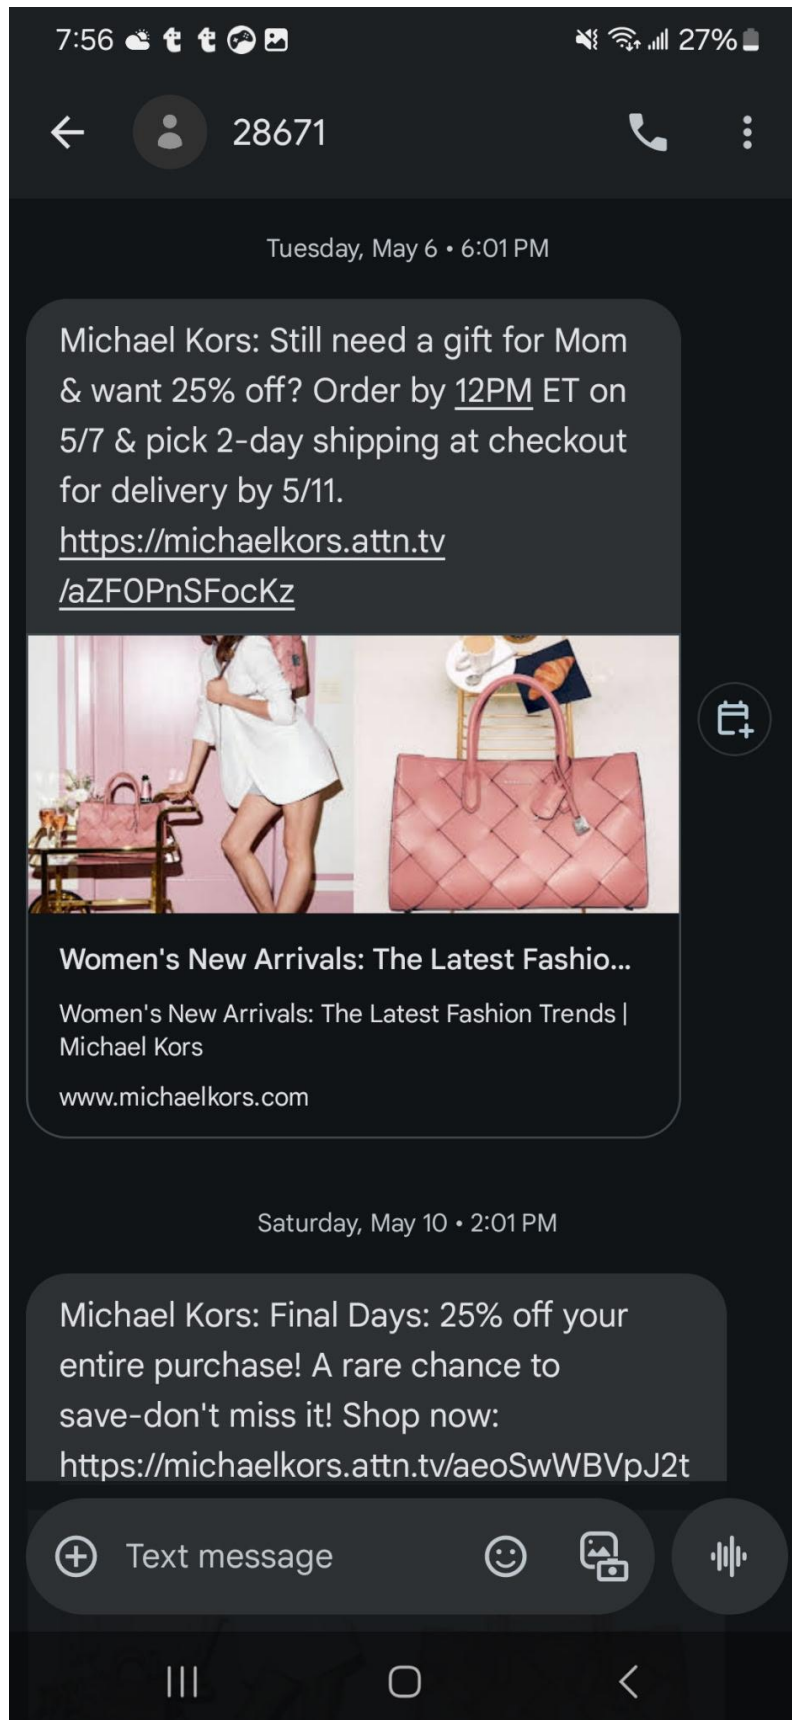 7:56
27%
28671
Tuesday, May 6 • 6:01 PM
Michael Kors: Still need a gift for Mom
& want 25% off? Order by 12PM ET on
5/7 & pick 2-day shipping at checkout
for delivery by 5/11.
https://michaelkors.attn.tv
/aZF0PnSFocKz
Women's New Arrivals: The Latest Fashio...
Women's New Arrivals: The Latest Fashion Trends |
Michael Kors
www.michaelkors.com
Saturday, May 10 • 2:01 PM
Michael Kors: Final Days: 25% off your
entire purchase! A rare chance to
save-don't miss it! Shop now:
https://michaelkors.attn.tv/aeoSwWBVpJ2t
Text message